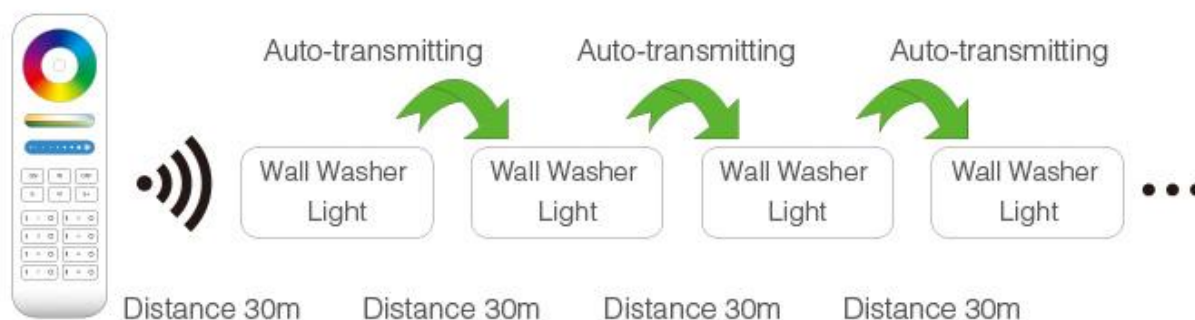 Auto-transmitting Auto-transmitting Auto-transmitting
Wall Washer Wall Washer Wall Washer Wall Washer
Light Light Light Light
Distance 30m Distance 30m Distance 30m Distance 30m